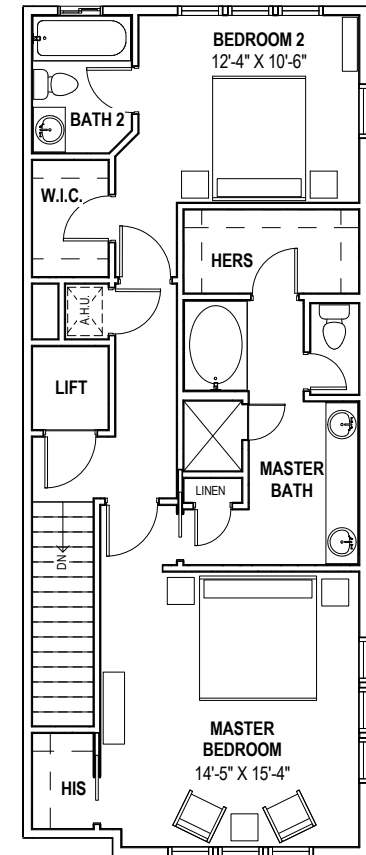 BEDROOM 2
12'-4" X 10'-6"
BATH 2
W.I.C.
HERS
A.H.U.
LIFT
MASTER
BATH
LINEN
DN
MASTER
BEDROOM
14'-5" X 15'-4"
HIS